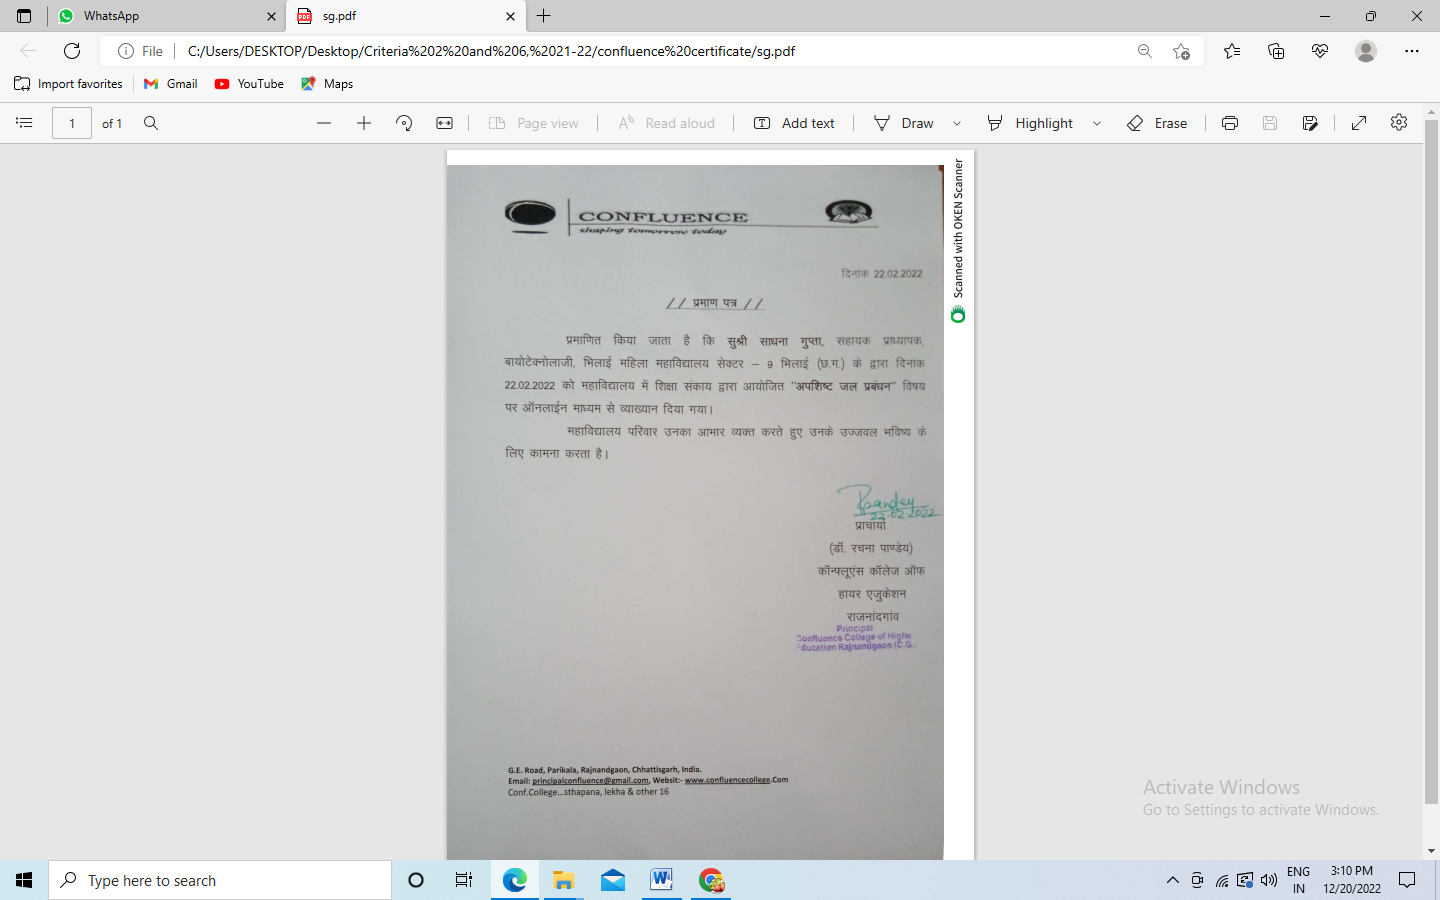 WhatsApp
sg.pdf
File
C:/Users/DESKTOP/Desktop/Criteria%202%20and%206,%2021-22/confluence%20certificate/sg.pdf
Import favorites
Gmail
YouTube
Maps
1 of 1
Page view
Read aloud
Add text
Draw
Highlight
Erase
Scanned with OKEN Scanner
CONFLUENCE
shaping tomorrow today
दिनांक 22.02.2022
// प्रमाण पत्र //
प्रमाणित किया जाता है कि सुश्री साधना गुप्ता, सहायक प्राध्यापक,
बायोटेक्नोलाजी, भिलाई महिला महाविद्यालय सेक्टर – 9 भिलाई (छ.ग.) के द्वारा दिनांक
22.02.2022 को महाविद्यालय में शिक्षा संकाय द्वारा आयोजित "अपशिष्ट जल प्रबंधन" विषय
पर ऑनलाईन माध्यम से व्याख्यान दिया गया।
महाविद्यालय परिवार उनका आभार व्यक्त करते हुए उनके उज्जवल भविष्य के
लिए कामना करता है।
22-02-2022
प्राचार्या
(डॉ. रचना पाण्डेय)
कॉन्फ्लूएंस कॉलेज ऑफ
हायर एजुकेशन
राजनांदगांव
Principal
Confluence College of Highe
Education Rajnandgaon (C.G.
G.E. Road, Parikala, Rajnandgaon, Chhattisgarh, India.
Email: principalconfluence@gmail.com, Websit:- www.confluencecollege.Com
Conf.College...sthapana, lekha & other 16
Activate Windows
Go to Settings to activate Windows.
Type here to search
ENG
IN
3:10 PM
12/20/2022